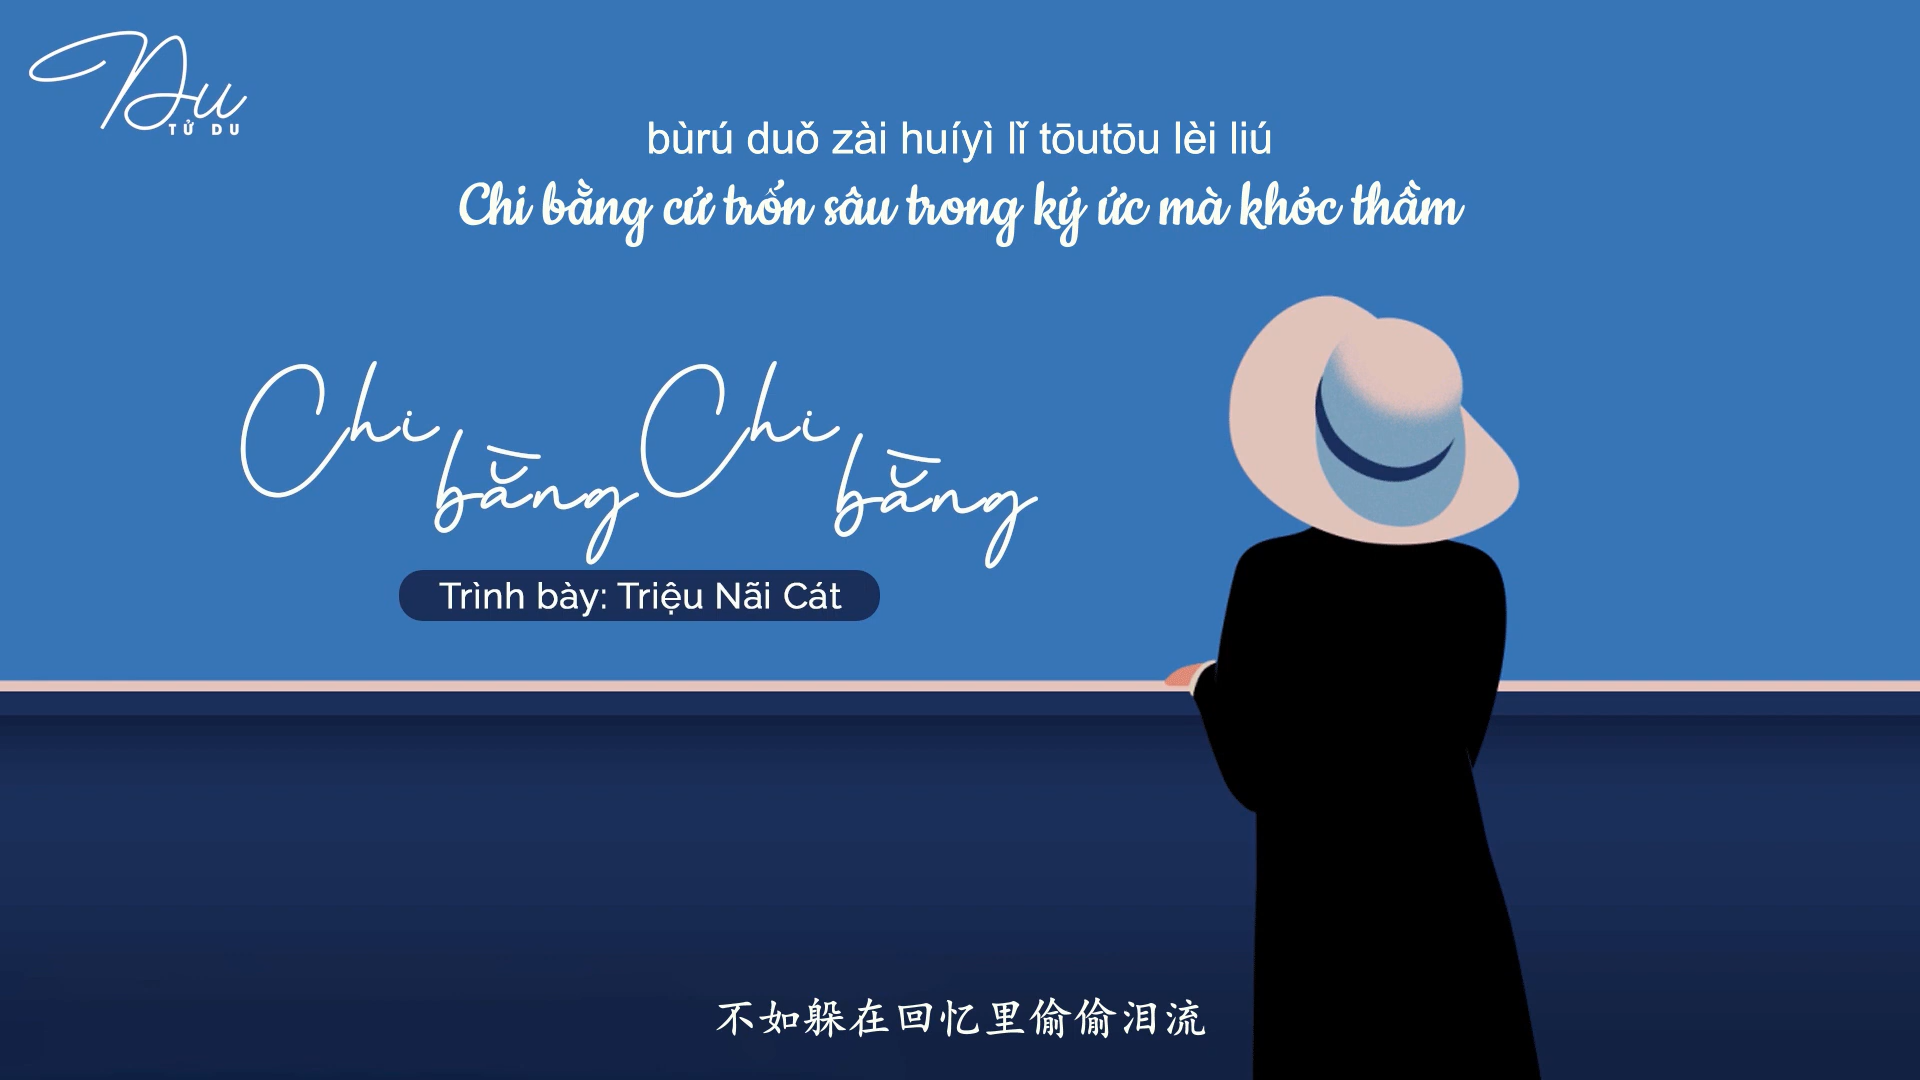 Du
TỬ DU
bùrú duǒ zài huíyì lǐ tōutōu lèi liú
Chi bằng cứ trốn sâu trong ký ức mà khóc thầm
Chi bằng Chi bằng
Trình bày: Triệu Nãi Cát
不如躲在回忆里偷偷泪流